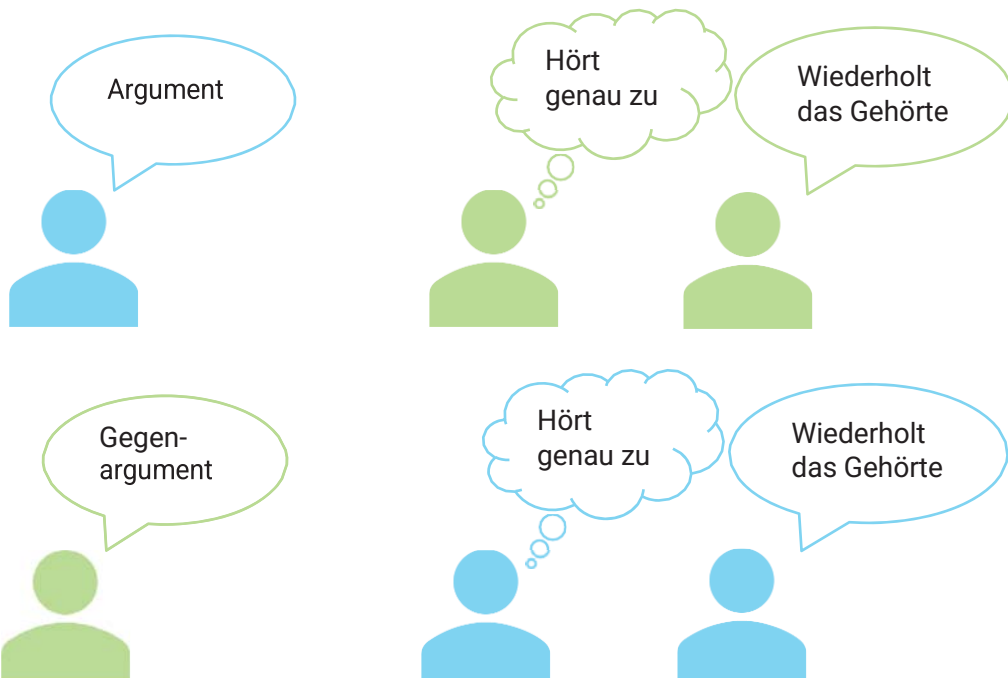 Argument
Hört
genau zu
Wiederholt
das Gehörte
Gegen-
argument
Hört
genau zu
Wiederholt
das Gehörte